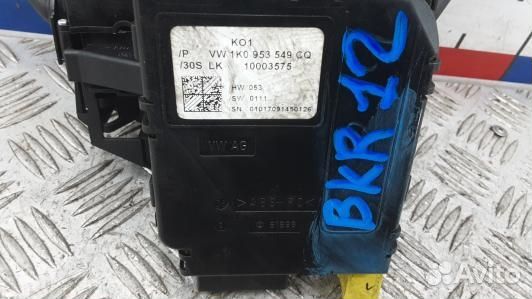 KO1
/P VW 1K0 953 549 CQ
/30S LK 10003575
HW: 053
SW: 0111
SN: 01017091450126
VW AG
BKR 12
Avito